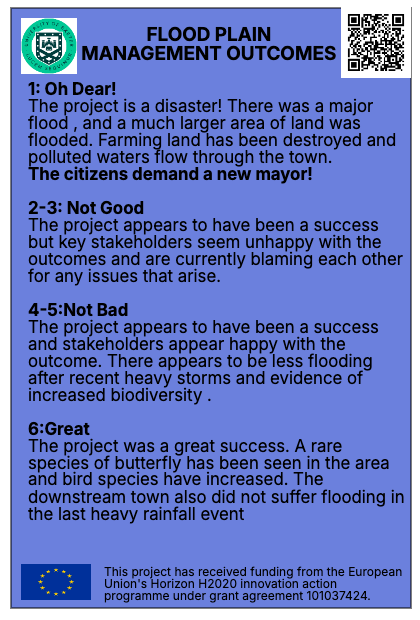 FLOOD PLAIN
MANAGEMENT OUTCOMES
1: Oh Dear!
The project is a disaster! There was a major
flood , and a much larger area of land was
flooded. Farming land has been destroyed and
polluted waters flow through the town.
The citizens demand a new mayor!
2-3: Not Good
The project appears to have been a success
but key stakeholders seem unhappy with the
outcomes and are currently blaming each other
for any issues that arise.
4-5:Not Bad
The project appears to have been a success
and stakeholders appear happy with the
outcome. There appears to be less flooding
after recent heavy storms and evidence of
increased biodiversity .
6:Great
The project was a great success. A rare
species of butterfly has been seen in the area
and bird species have increased. The
downstream town also did not suffer flooding in
the last heavy rainfall event
This project has received funding from the European
Union's Horizon H2020 innovation action
programme under grant agreement 101037424.